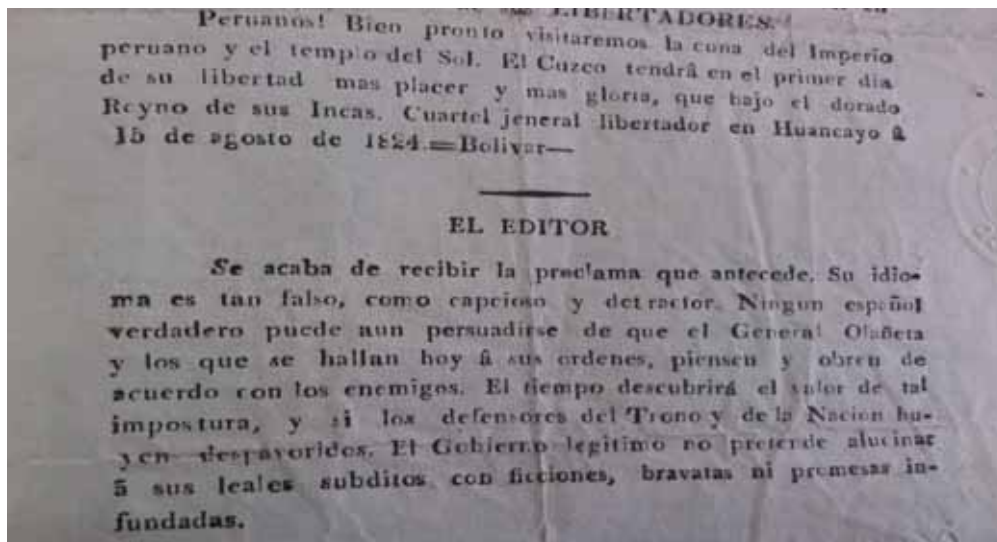 LIBERTADORES.
Peruanos! Bien pronto visitaremos la cuna del Imperio
peruano y el templo del Sol. El Cuzco tendrâ en el primer dia
de su libertad mas placer y mas gloria, que bajo el dorado
Reyno de sus Incas. Cuartel jeneral libertador en Huancayo â
15 de agosto de 1824.=Bolivar—
EL EDITOR
Se acaba de recibir la proclama que antecede. Su idio-
ma es tan falso, como capcioso y detractor. Ningun español
verdadero puede aun persuadirse de que el General Olañeta
y los que se hallan hoy â sus ordenes, piensen y obren de
acuerdo con los enemigos. El tiempo descubrirá el valor de tal
impostura, y si los defensores del Trono y de la Nacion hu-
yen despavoridos. El Gobierno legitimo no pretende alucinar
â sus leales subditos con ficciones, bravatas ni promesas in-
fundadas.